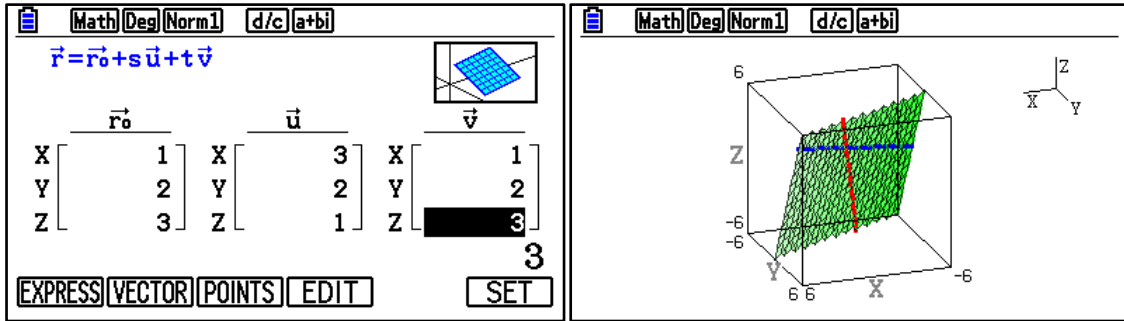 Math Deg Norm1 d/c a+bi
r⃗=r⃗₀+su⃗+tv⃗
r⃗₀ u⃗ v⃗
X 1 X 3 X 1
Y 2 Y 2 Y 2
Z 3 Z 1 Z 3
3
EXPRESS VECTOR POINTS EDIT SET
Math Deg Norm1 d/c a+bi
6
Z
X
Y
Z
-6
-6
Y
6 6
X
-6